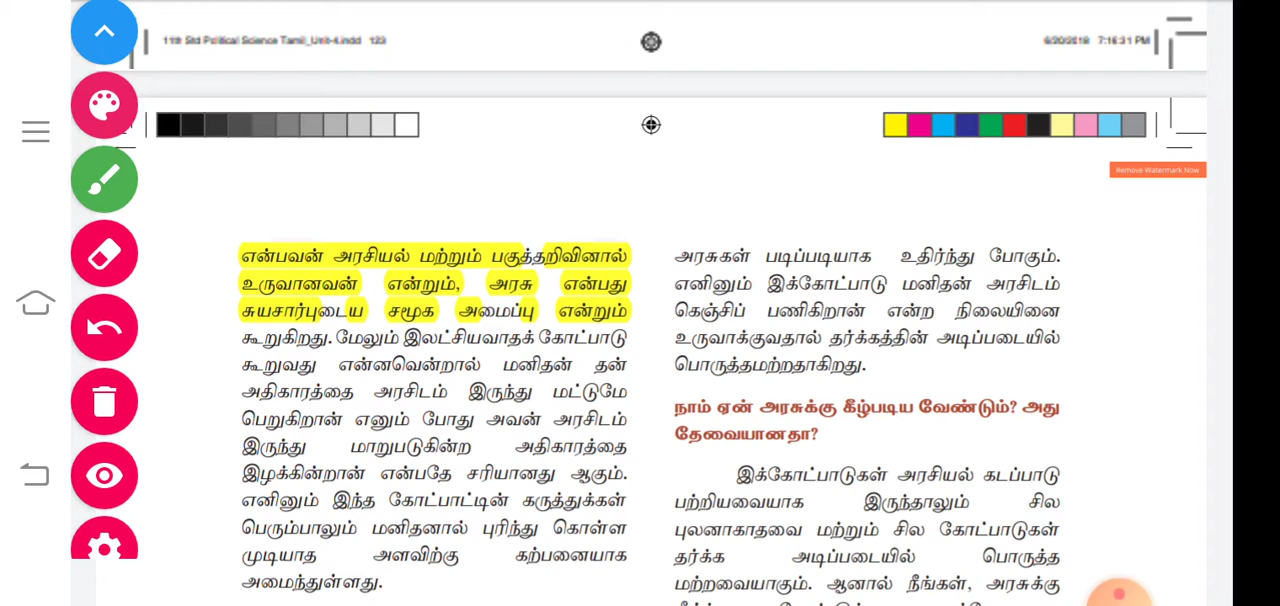 11th Std Political Science Tamil_Unit-4.indd 123
6/20/2018 7:16:31 PM
Remove Watermark Now
என்பவன் அரசியல் மற்றும் பகுத்தறிவினால்
உருவானவன் என்றும், அரசு என்பது
சுயசார்புடைய சமூக அமைப்பு என்றும்
கூறுகிறது. மேலும் இலட்சியவாதக் கோட்பாடு
கூறுவது என்னவென்றால் மனிதன் தன்
அதிகாரத்தை அரசிடம் இருந்து மட்டுமே
பெறுகிறான் எனும் போது அவன் அரசிடம்
இருந்து மாறுபடுகின்ற அதிகாரத்தை
இழக்கின்றான் என்பதே சரியானது ஆகும்.
எனினும் இந்த கோட்பாட்டின் கருத்துக்கள்
பெரும்பாலும் மனிதனால் புரிந்து கொள்ள
முடியாத அளவிற்கு கற்பனையாக
அமைந்துள்ளது.
அரசுகள் படிப்படியாக உதிர்ந்து போகும்.
எனினும் இக்கோட்பாடு மனிதன் அரசிடம்
கெஞ்சிப் பணிகிறான் என்ற நிலையினை
உருவாக்குவதால் தர்க்கத்தின் அடிப்படையில்
பொருத்தமற்றதாகிறது.
நாம் ஏன் அரசுக்கு கீழ்படிய வேண்டும்? அது
தேவையானதா?
இக்கோட்பாடுகள் அரசியல் கடப்பாடு
பற்றியவையாக இருந்தாலும் சில
புலனாகாதவை மற்றும் சில கோட்பாடுகள்
தர்க்க அடிப்படையில் பொருத்த
மற்றவையாகும். ஆனால் நீங்கள், அரசுக்கு